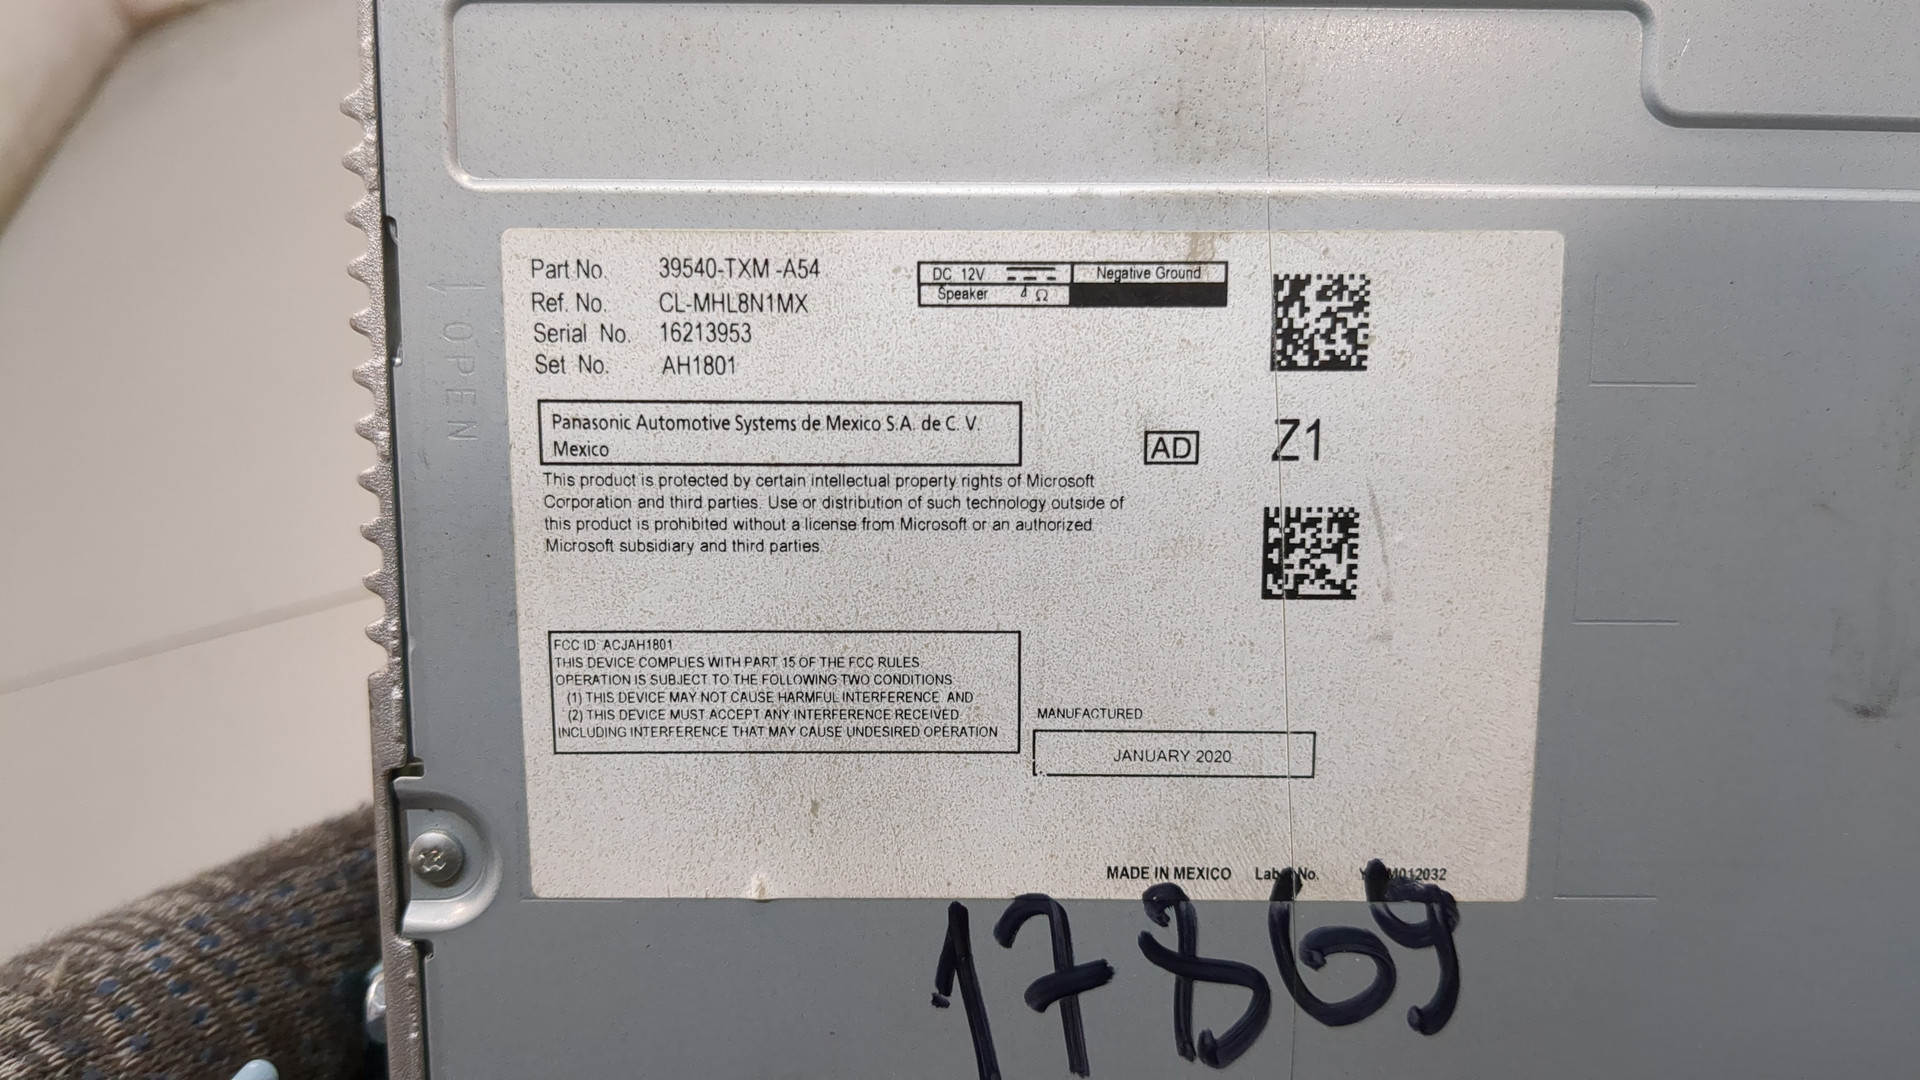 OPEN
Part No. 39540-TXM -A54
Ref. No. CL-MHL8N1MX
Serial No. 16213953
Set No. AH1801
DC 12V Negative Ground
Speaker 4 Ω
Panasonic Automotive Systems de Mexico S.A. de C. V.
Mexico
AD
Z1
This product is protected by certain intellectual property rights of Microsoft
Corporation and third parties. Use or distribution of such technology outside of
this product is prohibited without a license from Microsoft or an authorized
Microsoft subsidiary and third parties.
FCC ID: ACJAH1801
THIS DEVICE COMPLIES WITH PART 15 OF THE FCC RULES
OPERATION IS SUBJECT TO THE FOLLOWING TWO CONDITIONS
(1) THIS DEVICE MAY NOT CAUSE HARMFUL INTERFERENCE, AND
(2) THIS DEVICE MUST ACCEPT ANY INTERFERENCE RECEIVED
INCLUDING INTERFERENCE THAT MAY CAUSE UNDESIRED OPERATION
MANUFACTURED
JANUARY 2020
MADE IN MEXICO Label No.
17869